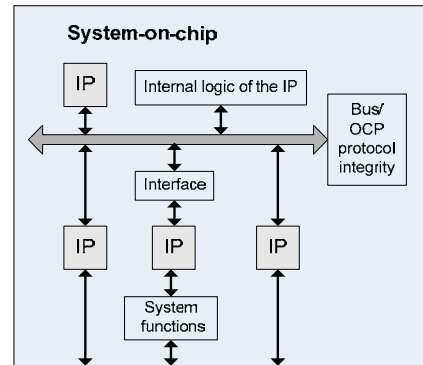 System-on-chip
IP
Internal logic of the IP
Bus/
OCP
protocol
integrity
Interface
IP
IP
IP
System
functions